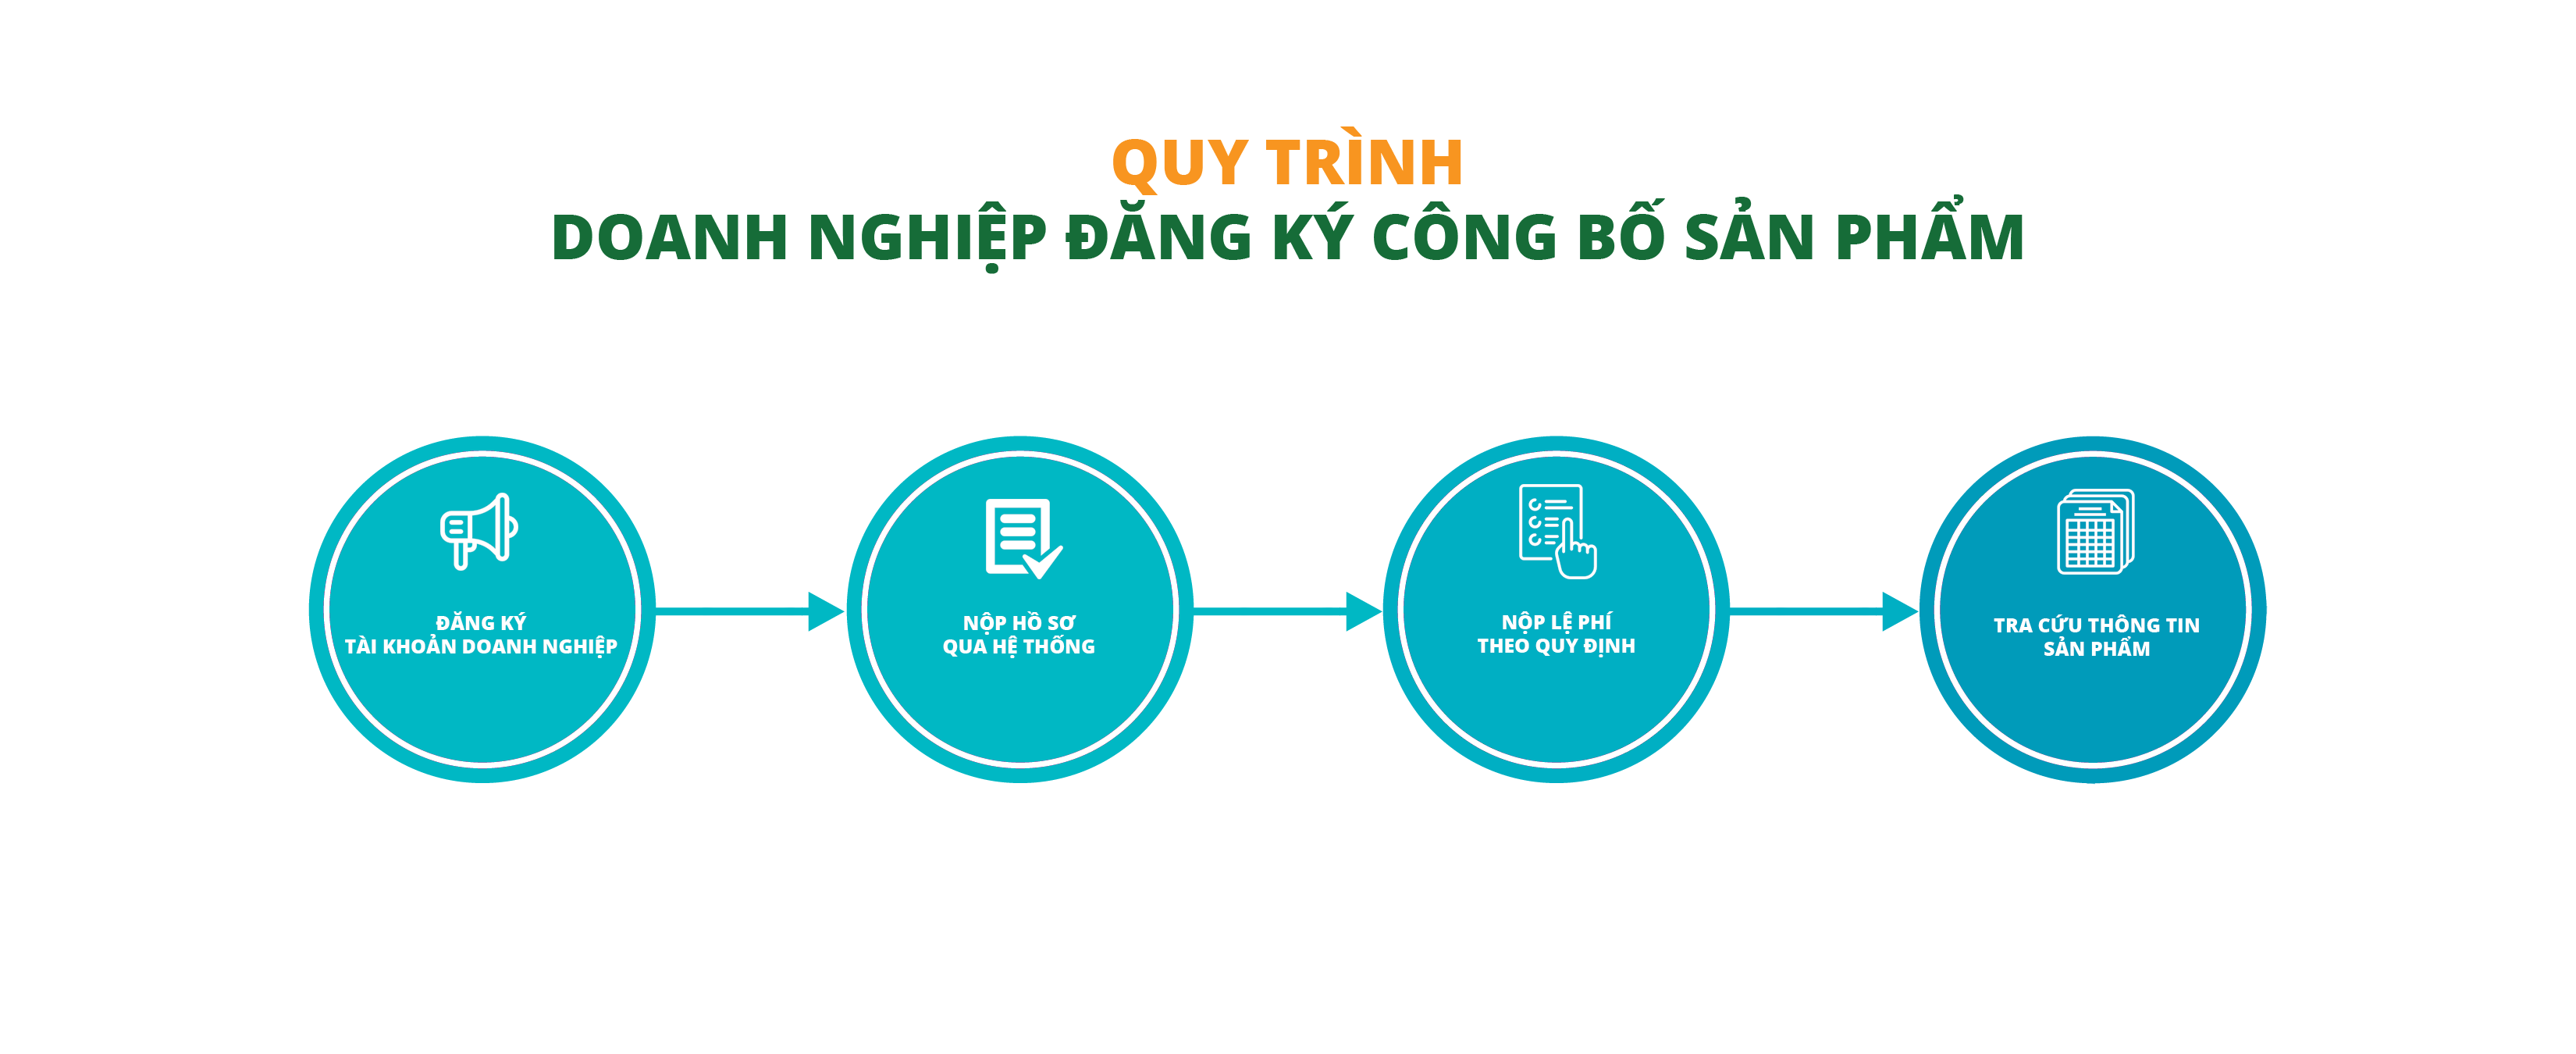 QUY TRÌNH
DOANH NGHIỆP ĐĂNG KÝ CÔNG BỐ SẢN PHẨM
ĐĂNG KÝ
TÀI KHOẢN DOANH NGHIỆP
NỘP HỒ SƠ
QUA HỆ THỐNG
NỘP LỆ PHÍ
THEO QUY ĐỊNH
TRA CỨU THÔNG TIN
SẢN PHẨM